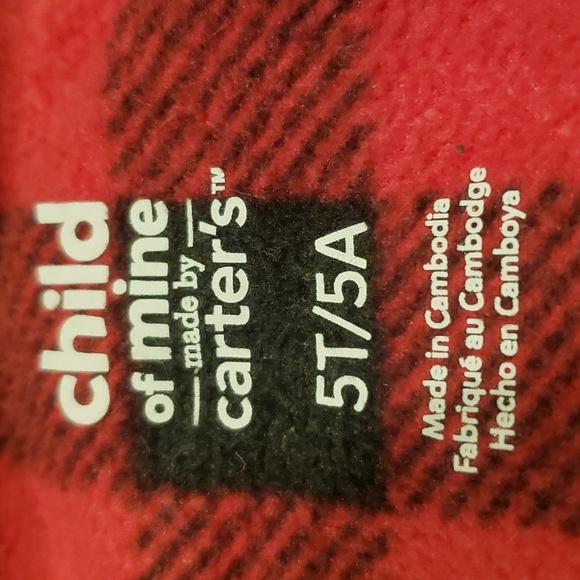 child
of mine
made by
carter's™
5T/5A
Made in Cambodia
Fabriqué au Cambodge
Hecho en Camboya